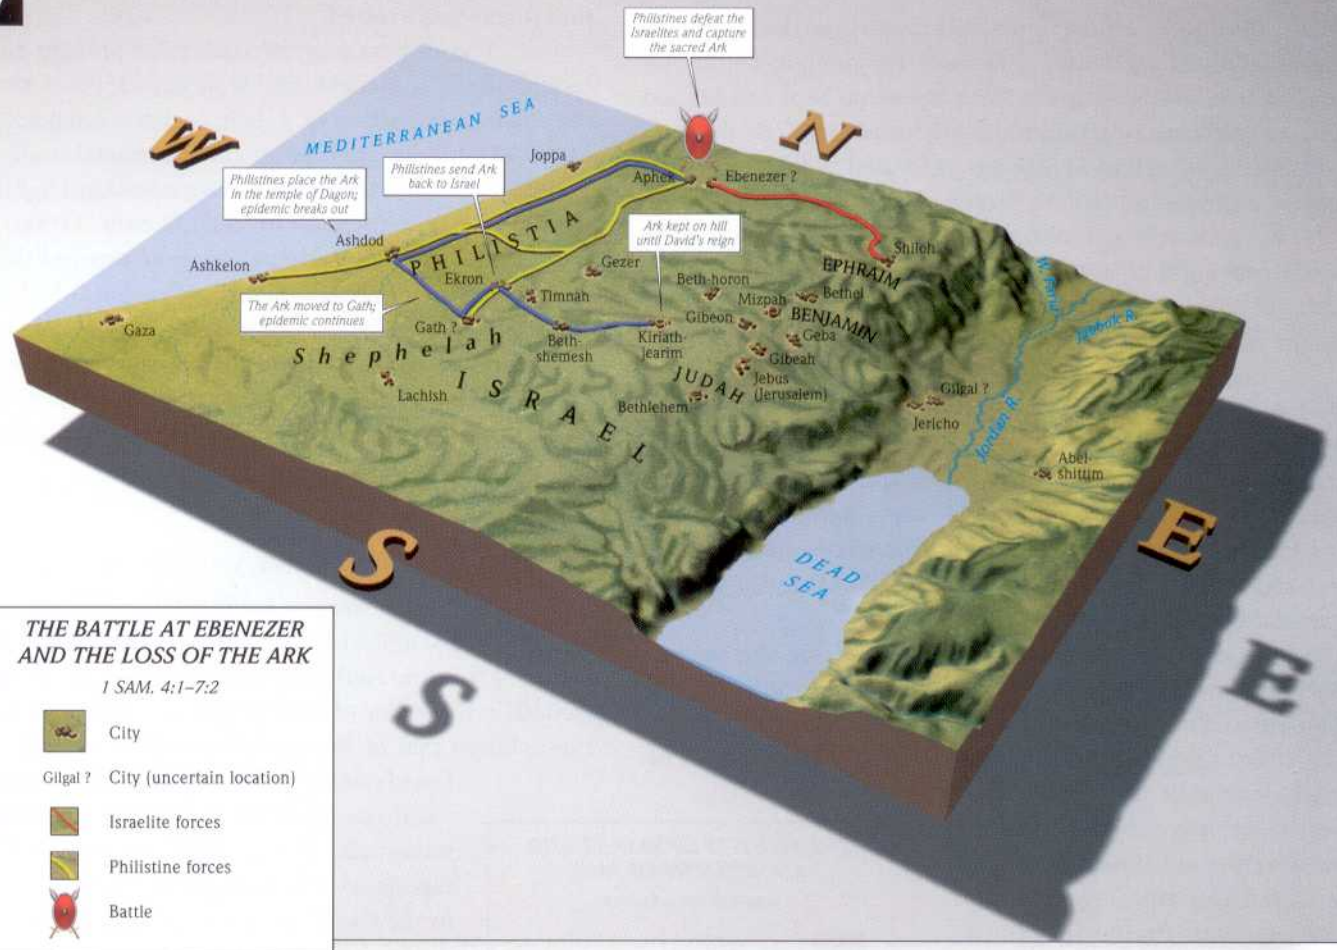 Philistines defeat the
Israelites and capture
the sacred Ark
W
N
MEDITERRANEAN SEA
Joppa
Philistines send Ark
back to Israel
Philistines place the Ark
in the temple of Dagon;
epidemic breaks out
Aphek
Ebenezer ?
Ark kept on hill
until David's reign
Ashdod
PHILISTIA
Shiloh
Ashkelon
Ekron
Gezer
EPHRAIM
Beth-horon
Bethel
Timnah
Mizpah
The Ark moved to Gath;
epidemic continues
Gath ?
Gibeon
BENJAMIN
Geba
Gaza
Beth-
shemesh
Kiriath-
jearim
Gibeah
Shephelah
Lachish
ISRAEL
JUDAH
Jebus
(Jerusalem)
Bethlehem
Gilgal ?
Jericho
Jabbok R.
Jordan R.
Abel-
shittim
DEAD
SEA
S
E
S
E
THE BATTLE AT EBENEZER
AND THE LOSS OF THE ARK
1 SAM. 4:1–7:2
City
Gilgal ? City (uncertain location)
Israelite forces
Philistine forces
Battle